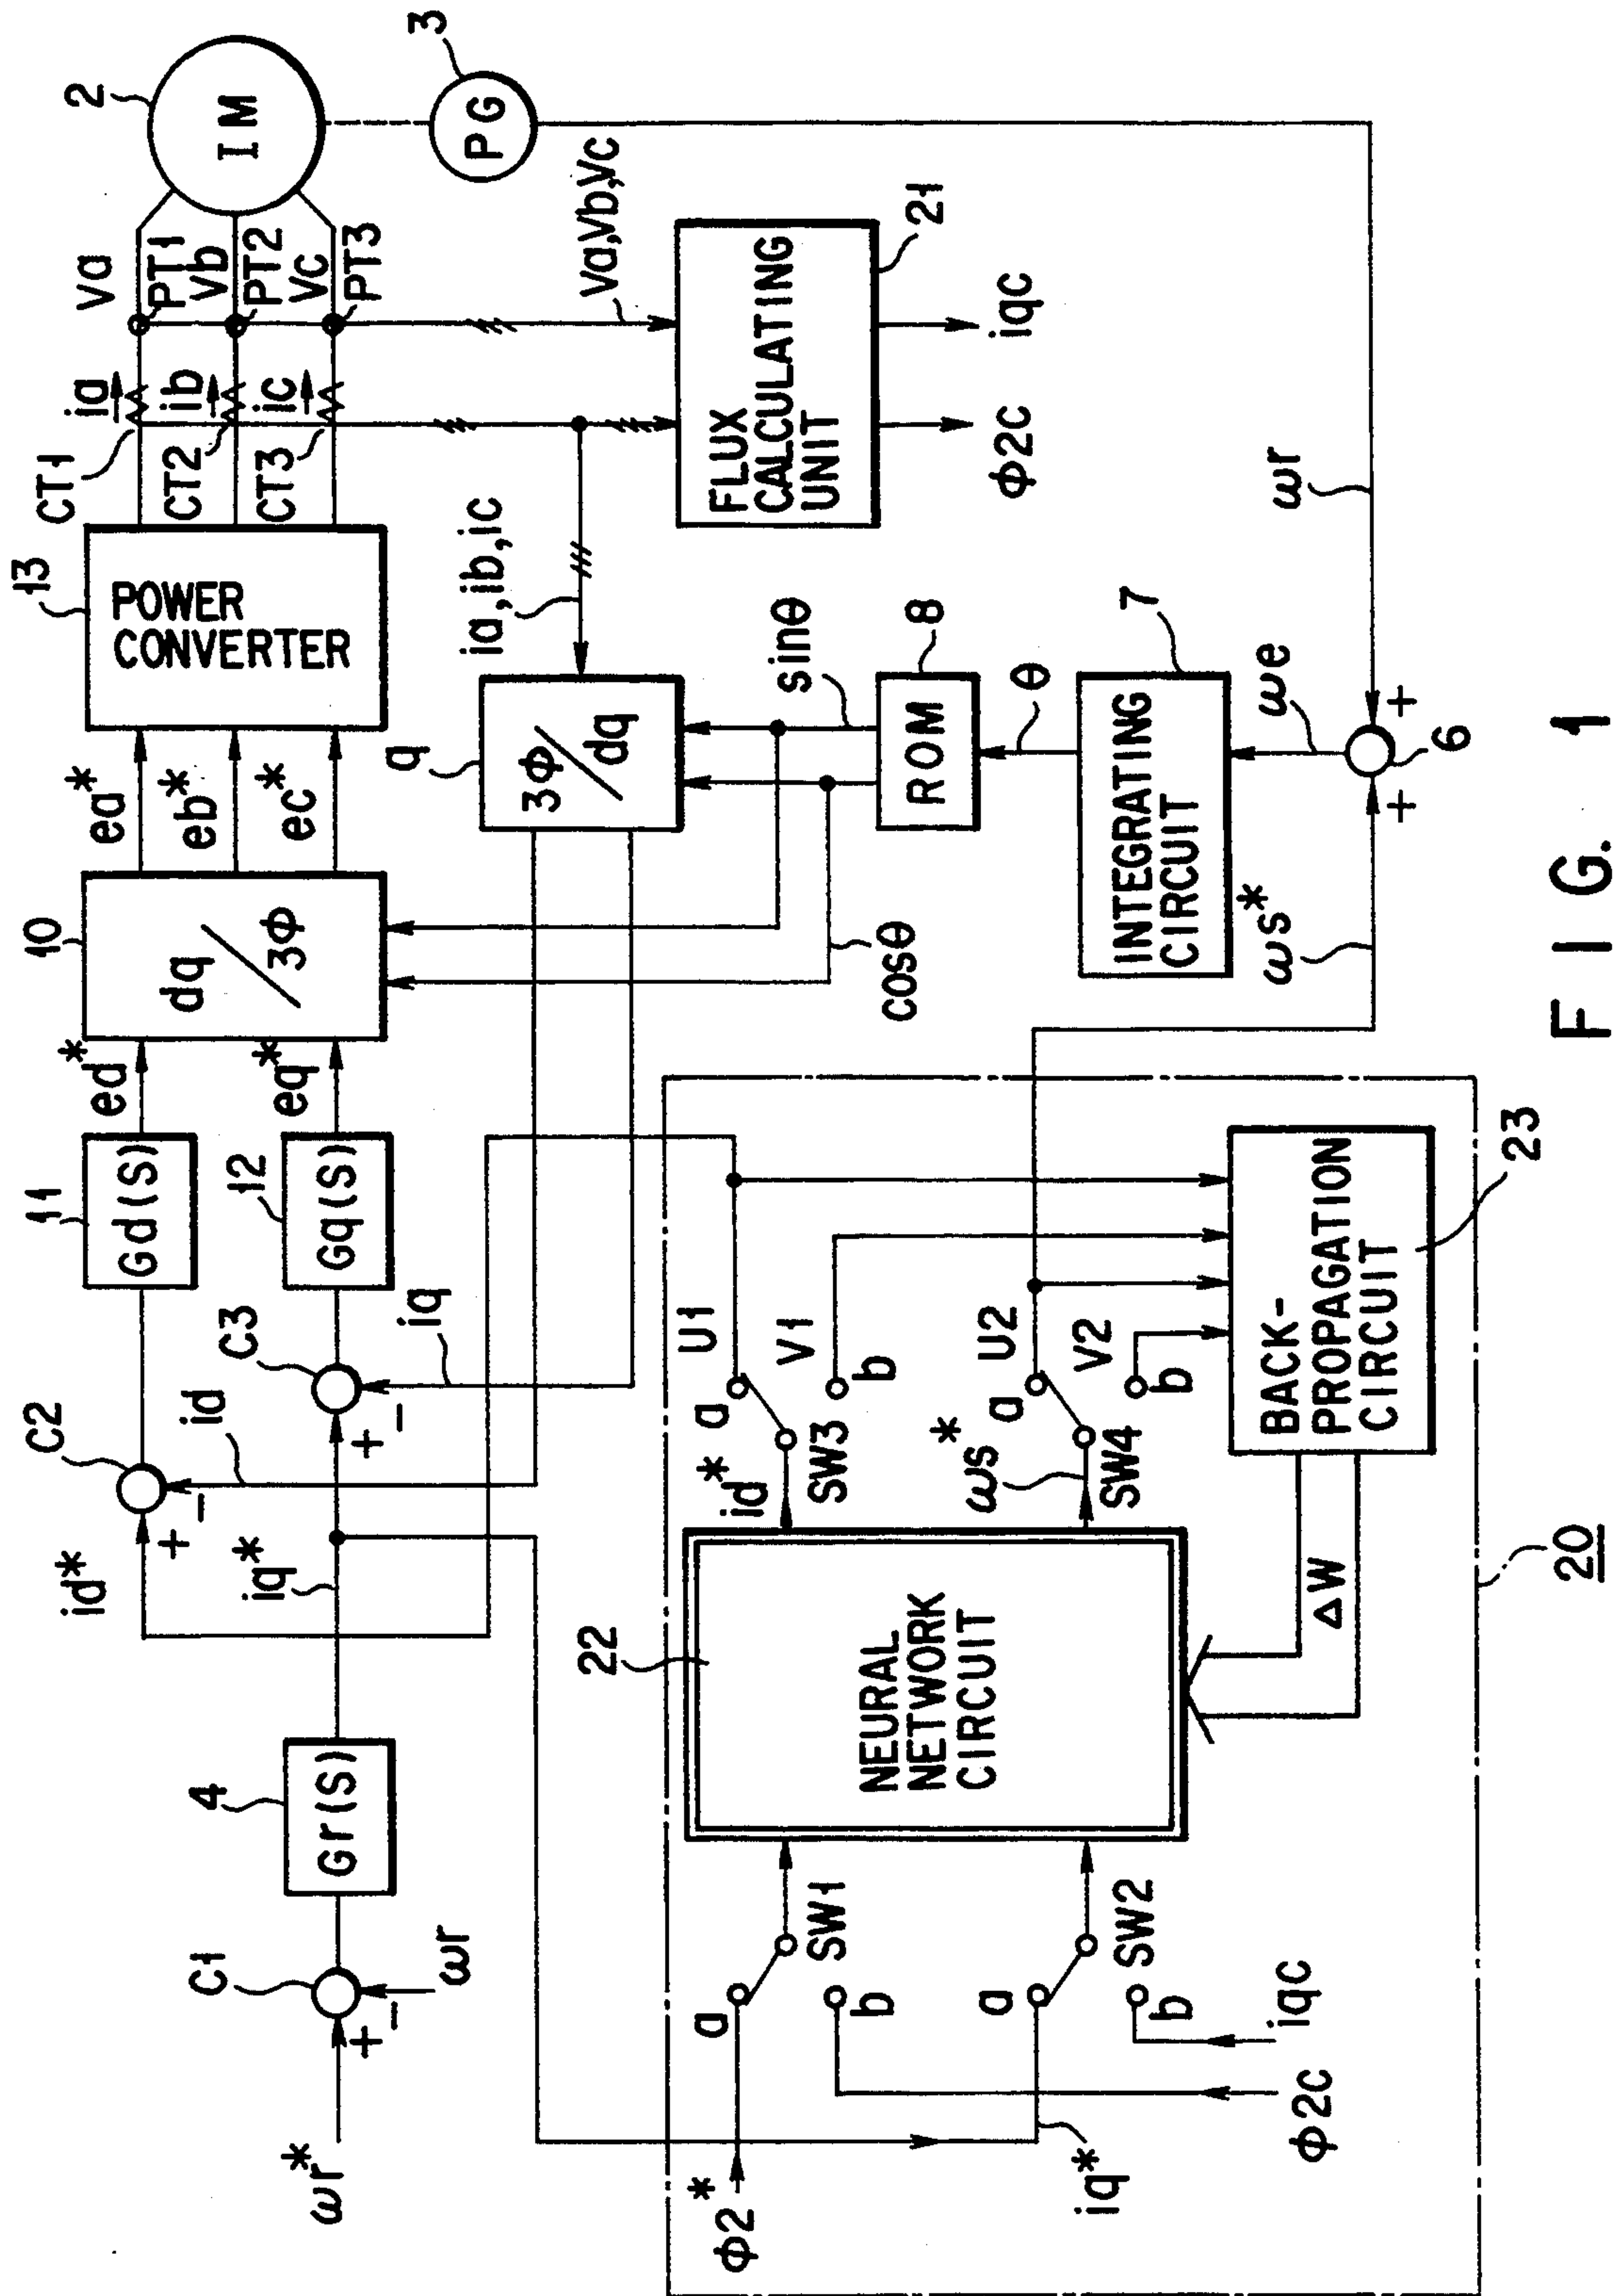 ωr*
C1
+
−
ωr
4
Gr(S)
iq*
id*
C2
+
−
id
C3
+
−
iq
11
Gd(S)
12
Gq(S)
ed*
eq*
10
dq
3Φ
ea*
eb*
ec*
13
POWER
CONVERTER
CT1
CT2
CT3
ia
ib
ic
Va
PT1
Vb
PT2
Vc
PT3
2
IM
3
PG
q
3Φ
dq
ia,ib,ic
va,Vb,Vc
FLUX
CALCULATING
UNIT
21
Φ2C
iqc
cosθ
sinθ
8
ROM
θ
INTEGRATING
CIRCUIT
7
ωe
ωs*
+
+
6
ωr
Φ2*
a
b
SW1
iq*
a
b
SW2
Φ2C
iqc
22
NEURAL
NETWORK
CIRCUIT
id*
SW3
a
U1
b
V1
ωs*
SW4
a
U2
b
V2
BACK-
PROPAGATION
CIRCUIT
23
ΔW
20
FIG. 1